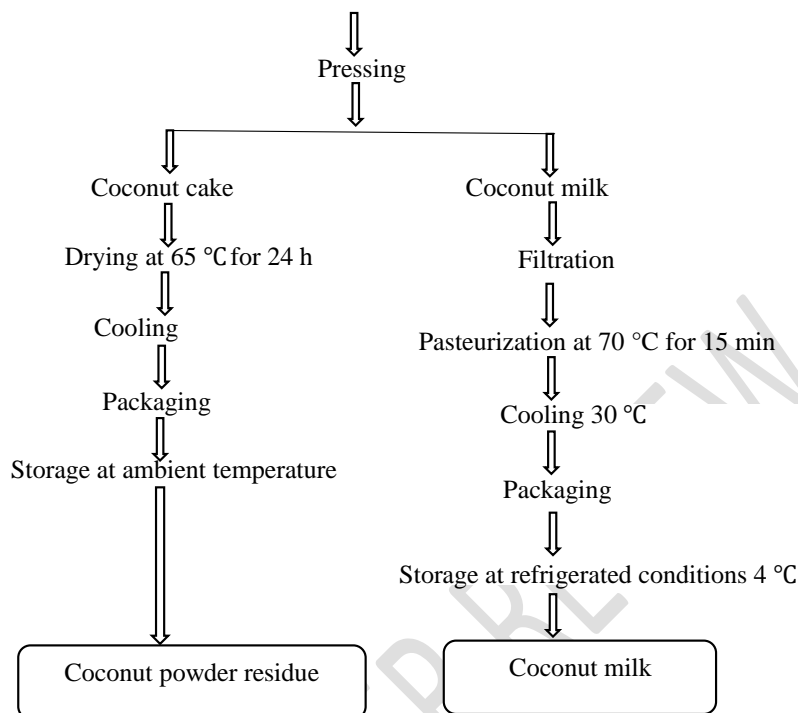 Pressing
Coconut cake
Drying at 65 ℃ for 24 h
Cooling
Packaging
Storage at ambient temperature
Coconut powder residue
Coconut milk
Filtration
Pasteurization at 70 °C for 15 min
Cooling 30 ℃
Packaging
Storage at refrigerated conditions 4 ℃
Coconut milk